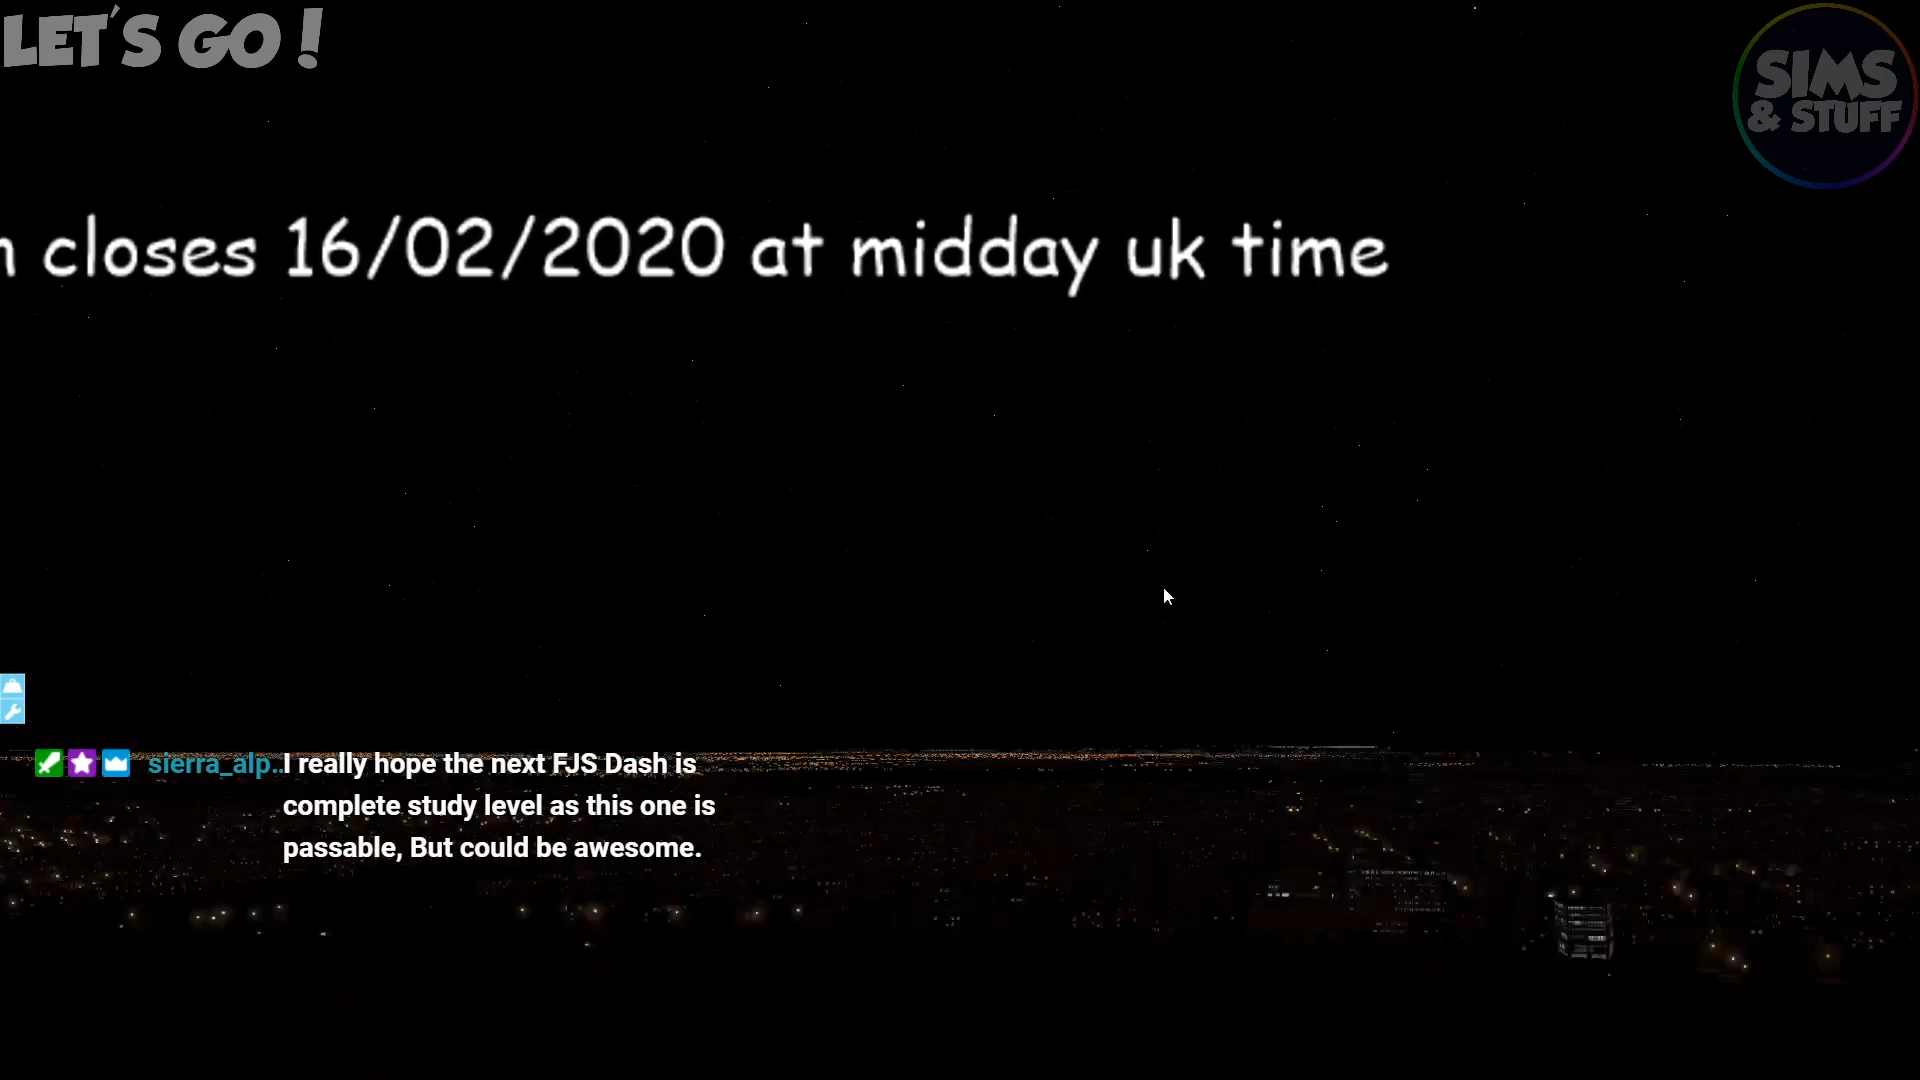 LET'S GO!
SIMS
& STUFF
closes 16/02/2020 at midday uk time
sierra_alp..I really hope the next FJS Dash is
complete study level as this one is
passable, But could be awesome.